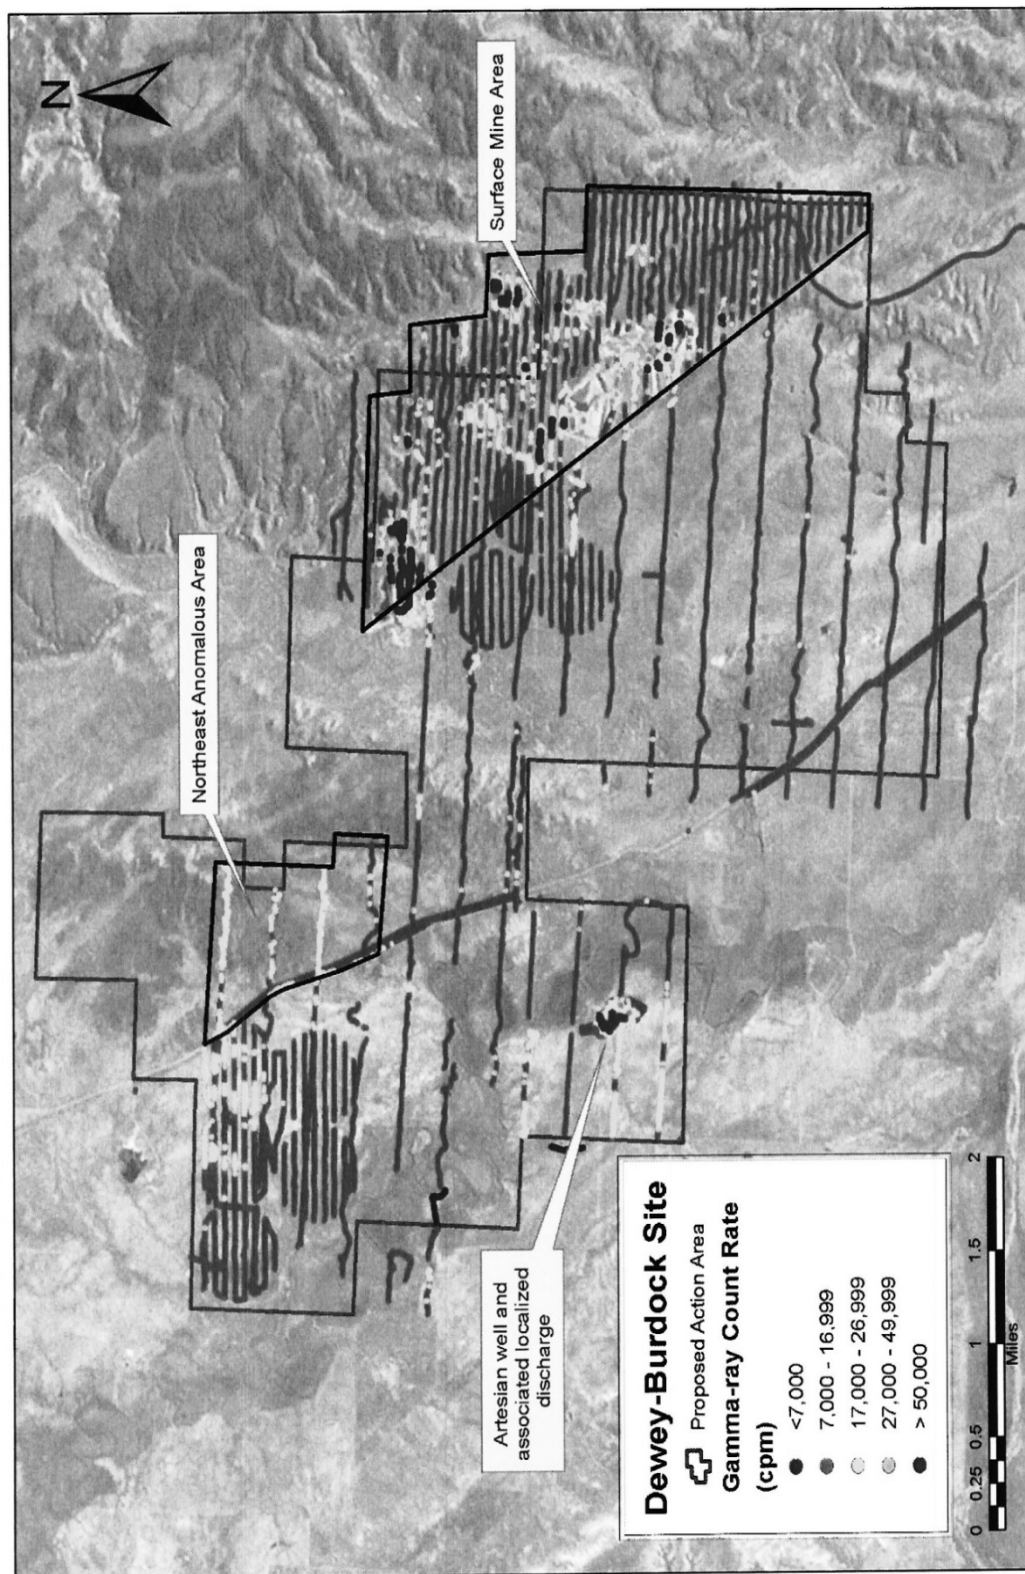 N
Northeast Anomalous Area
Surface Mine Area
Artesian well and
associated localized
discharge
Dewey-Burdock Site
Proposed Action Area
Gamma-ray Count Rate
(cpm)
<7,000
7,000 - 16,999
17,000 - 26,999
27,000 - 49,999
> 50,000
0 0.25 0.5 1 1.5 2
Miles